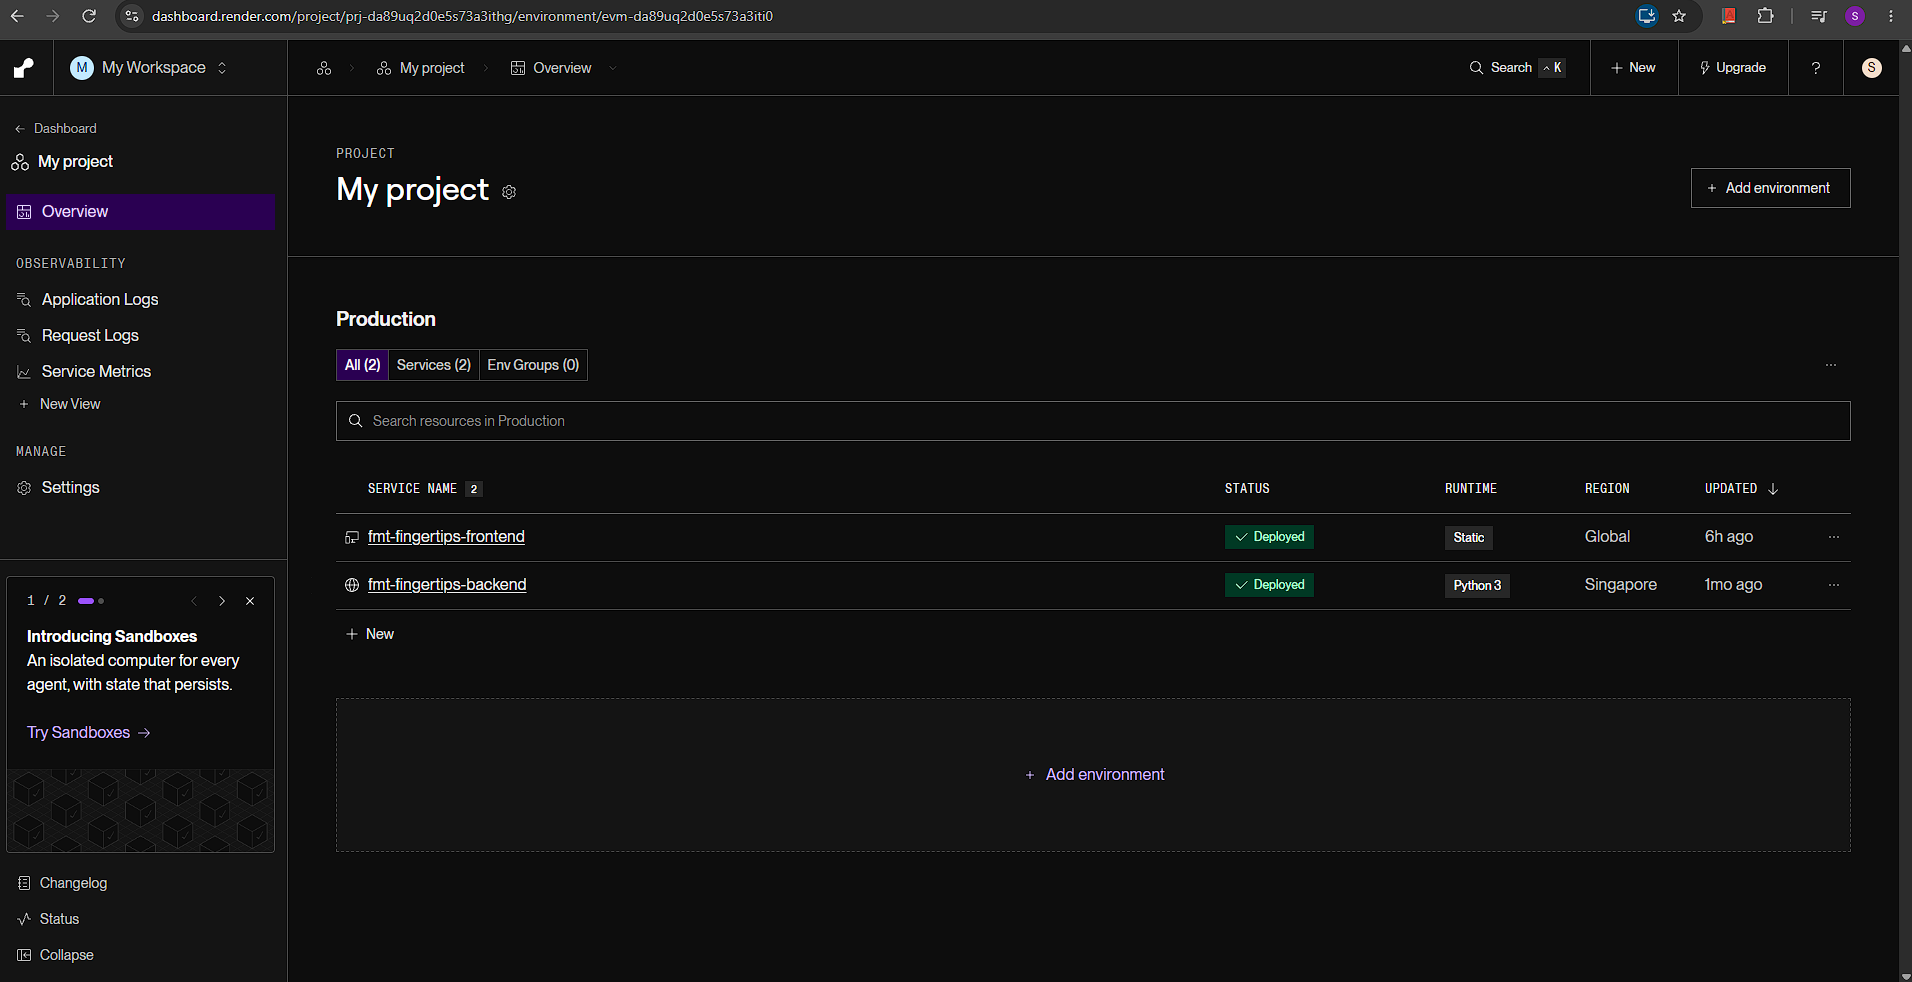 dashboard.render.com/project/prj-da89uq2d0e5s73a3ithg/environment/evm-da89uq2d0e5s73a3iti0
S
M My Workspace
My project
Overview
Search ^ K
+ New
Upgrade
?
S
← Dashboard
My project
Overview
OBSERVABILITY
Application Logs
Request Logs
Service Metrics
+ New View
MANAGE
Settings
1 / 2
Introducing Sandboxes
An isolated computer for every
agent, with state that persists.
Try Sandboxes →
Changelog
Status
Collapse
PROJECT
My project
+ Add environment
Production
All (2) Services (2) Env Groups (0)
Search resources in Production
SERVICE NAME 2 STATUS RUNTIME REGION UPDATED ↓
fmt-fingertips-frontend ✓ Deployed Static Global 6h ago
fmt-fingertips-backend ✓ Deployed Python 3 Singapore 1mo ago
+ New
+ Add environment